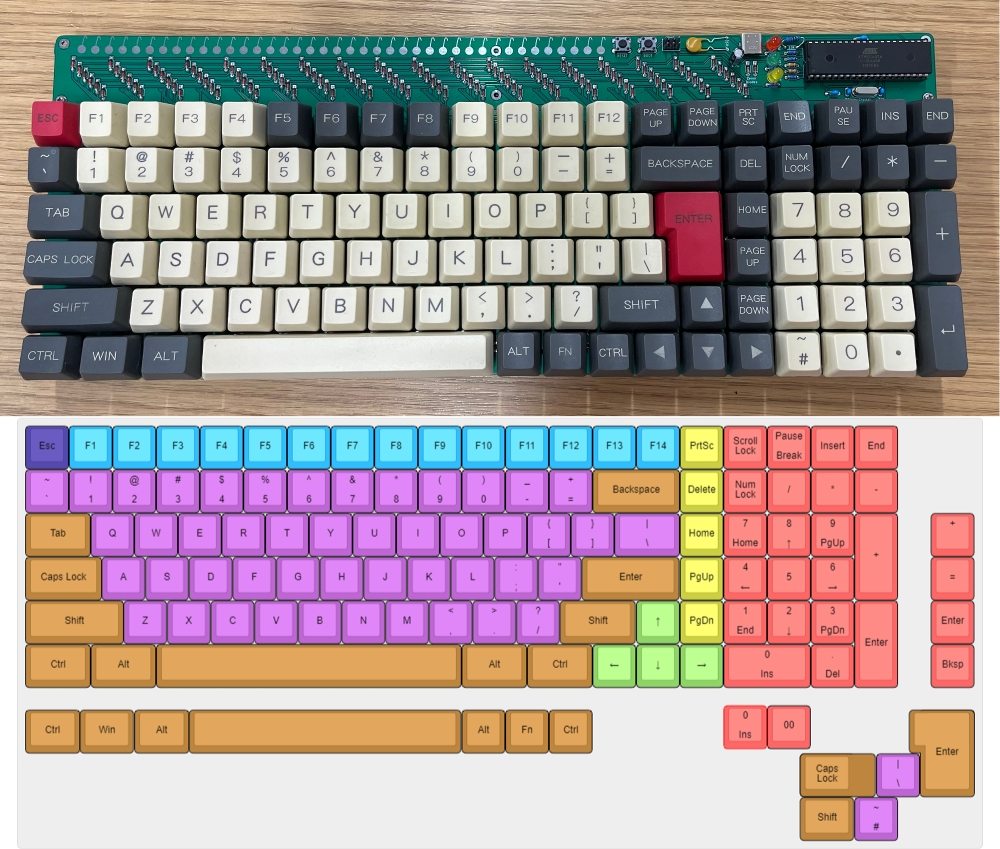 ESC F1 F2 F3 F4 F5 F6 F7 F8 F9 F10 F11 F12 PAGE UP PAGE DOWN PRT SC END PAU SE INS END
~ ` ! 1 @ 2 # 3 $ 4 % 5 ^ 6 & 7 * 8 ( 9 ) 0 — – + = BACKSPACE DEL NUM LOCK / * —
TAB Q W E R T Y U I O P { [ } ] ENTER HOME 7 8 9 +
CAPS LOCK A S D F G H J K L : ; " ' | \ PAGE UP 4 5 6
SHIFT Z X C V B N M < , > . ? / SHIFT ▲ PAGE DOWN 1 2 3 ↵
CTRL WIN ALT ALT FN CTRL ◀ ▼ ▶ ~ # 0 •
Esc F1 F2 F3 F4 F5 F6 F7 F8 F9 F10 F11 F12 F13 F14 PrtSc Scroll Lock Pause Break Insert End
~ ` ! 1 @ 2 # 3 $ 4 % 5 ^ 6 & 7 * 8 ( 9 ) 0 _ - + = Backspace Delete Num Lock / * -
Tab Q W E R T Y U I O P { [ } ] | \ Home 7 Home 8 ↑ 9 PgUp + +
Caps Lock A S D F G H J K L : ; " ' Enter PgUp 4 ← 5 6 → =
Shift Z X C V B N M < , > . ? / Shift ↑ PgDn 1 End 2 ↓ 3 PgDn Enter Enter
Ctrl Alt Alt Ctrl ← ↓ → 0 Ins . Del Bksp
Ctrl Win Alt Alt Fn Ctrl 0 Ins 00 Enter
Caps Lock | \
Shift ~ #